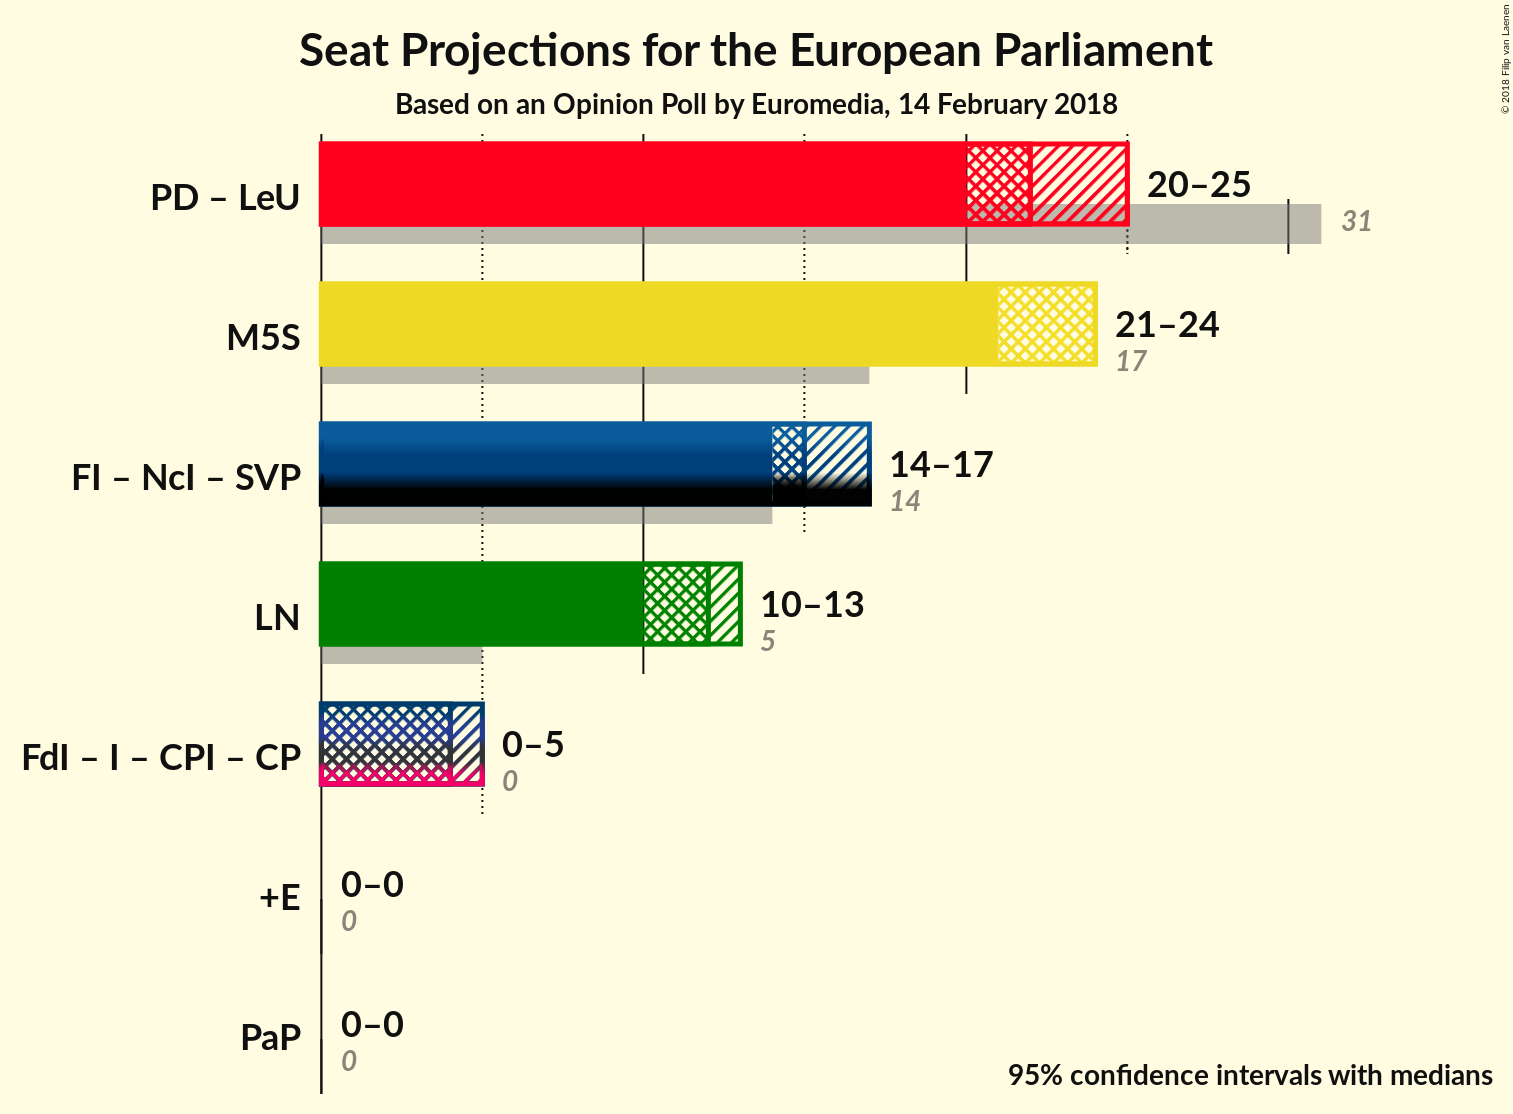 Seat Projections for the European Parliament
Based on an Opinion Poll by Euromedia, 14 February 2018
© 2018 Filip van Laenen
PD – LeU
20–25
31
M5S
21–24
17
FI – NcI – SVP
14–17
14
LN
10–13
5
FdI – I – CPI – CP
0–5
0
+E
0–0
0
PaP
0–0
0
95% confidence intervals with medians